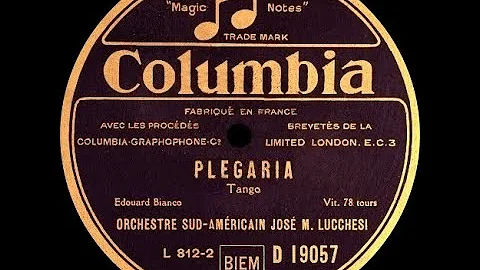 "Magic Notes"
TRADE MARK
Columbia
FABRIQUÉ EN FRANCE
AVEC LES PROCÉDÉS BREVETÉS DE LA
COLUMBIA-GRAPHOPHONE-Cº LIMITED LONDON. E.C.3
PLEGARIA
Tango
Edouard Bianco Vit. 78 tours
ORCHESTRE SUD-AMÉRICAIN JOSÉ M. LUCCHESI
L 812-2 BIEM D 19057